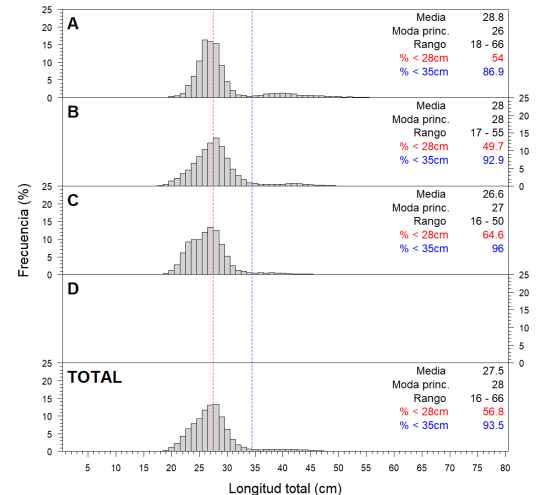 25
20
15
10
5
0
A
Media 28.8
Moda princ. 26
Rango 18 - 66
% < 28cm 54
% < 35cm 86.9
25
20
15
10
5
0
B
Media 28
Moda princ. 28
Rango 17 - 55
% < 28cm 49.7
% < 35cm 92.9
25
20
15
10
5
0
C
Media 26.6
Moda princ. 27
Rango 16 - 50
% < 28cm 64.6
% < 35cm 96
25
20
15
10
5
0
D
25
20
15
10
5
0
TOTAL
Media 27.5
Moda princ. 28
Rango 16 - 66
% < 28cm 56.8
% < 35cm 93.5
25
20
15
10
5
0
Frecuencia (%)
5 10 15 20 25 30 35 40 45 50 55 60 65 70 75 80
Longitud total (cm)